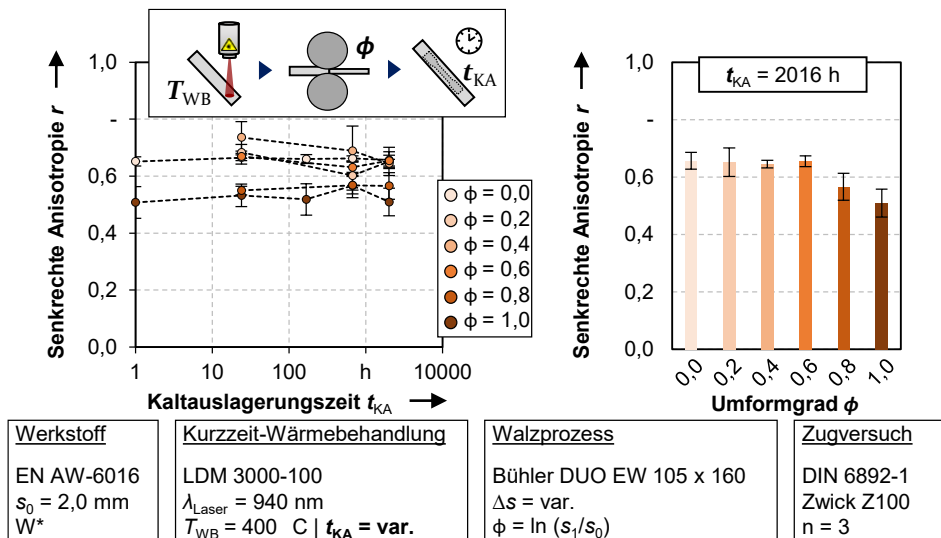 T_WB
ϕ
t_KA
Senkrechte Anisotropie r
1,0
-
0,6
0,4
0,2
0,0
1
10
100
h
10000
Kaltauslagerungszeit t_KA
ϕ = 0,0
ϕ = 0,2
ϕ = 0,4
ϕ = 0,6
ϕ = 0,8
ϕ = 1,0
t_KA = 2016 h
Senkrechte Anisotropie r
1,0
-
0,6
0,4
0,2
0,0
0,0
0,2
0,4
0,6
0,8
1,0
Umformgrad ϕ
Werkstoff
EN AW-6016
s_0 = 2,0 mm
W*
Kurzzeit-Wärmebehandlung
LDM 3000-100
λ_Laser = 940 nm
T_WB = 400 C | t_KA = var.
Walzprozess
Bühler DUO EW 105 x 160
Δs = var.
ϕ = ln (s_1/s_0)
Zugversuch
DIN 6892-1
Zwick Z100
n = 3